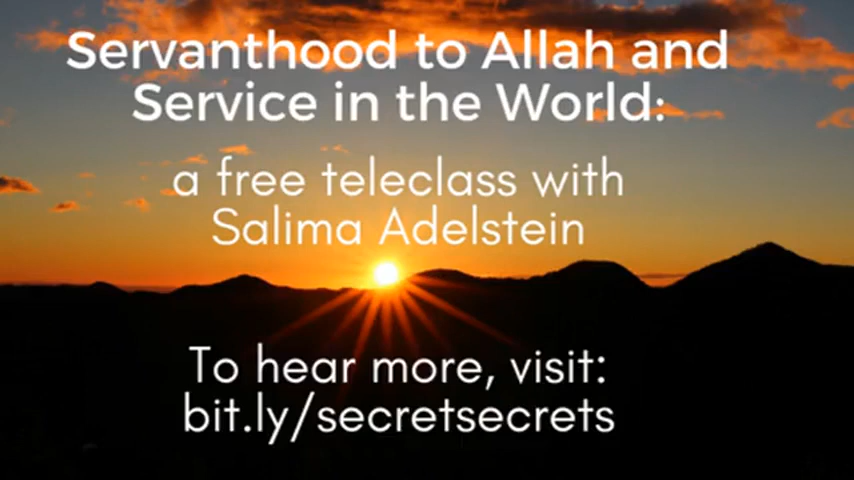 Servanthood to Allah and
Service in the World:
a free teleclass with
Salima Adelstein
To hear more, visit:
bit.ly/secretsecrets